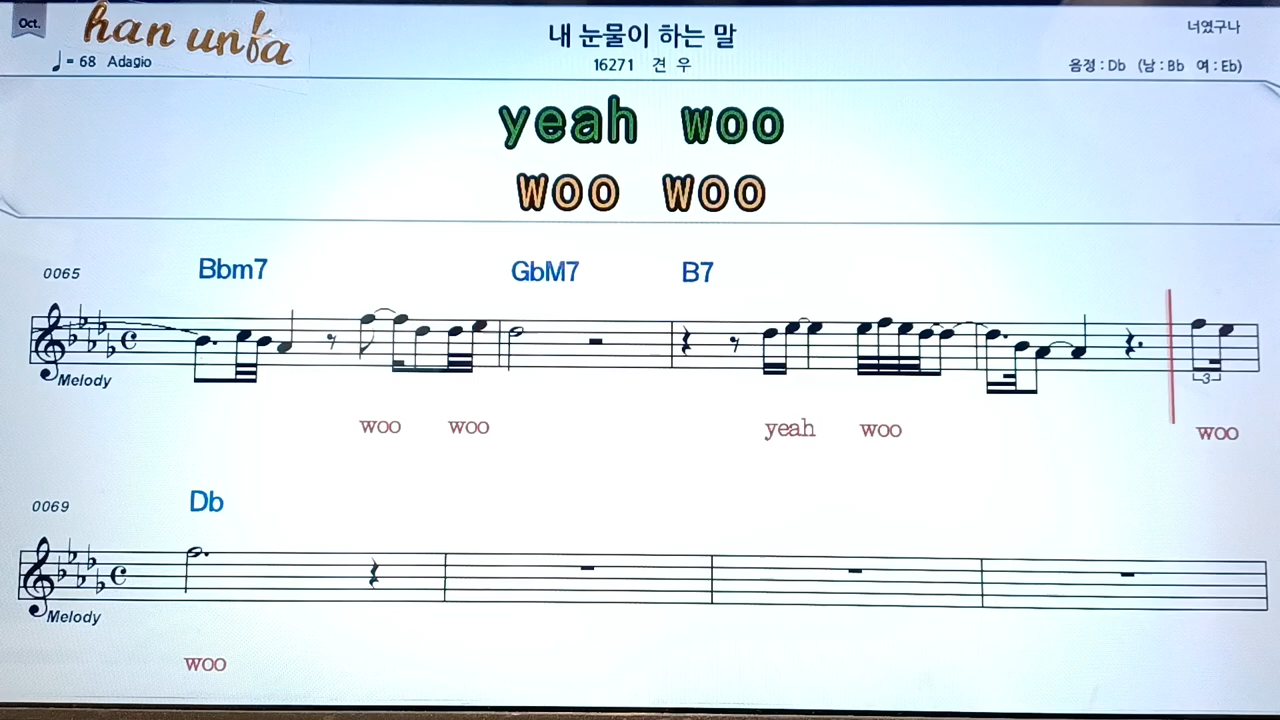 Oct.
han unfa
내 눈물이 하는 말
너였구나
♩= 68 Adagio
16271 견 우
음정 : Db (남 : Bb 여 : Eb)
yeah woo
woo woo
0065
Bbm7 GbM7 B7
Melody
3
woo woo yeah woo woo
0069
Db
Melody
woo